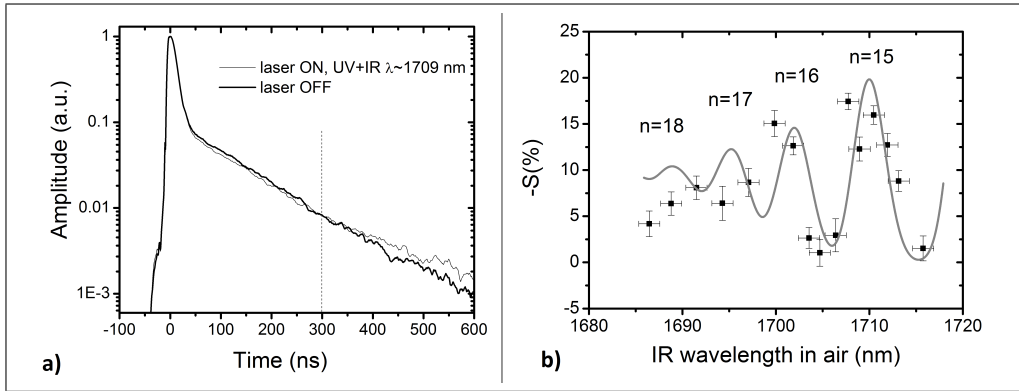 1
0.1
0.01
1E-3
Amplitude (a.u.)
laser ON, UV+IR λ~1709 nm
laser OFF
-100 0 100 200 300 400 500 600
Time (ns)
a)
25
20
15
10
5
0
-5
-S(%)
n=15
n=16
n=17
n=18
1680 1690 1700 1710 1720
IR wavelength in air (nm)
b)